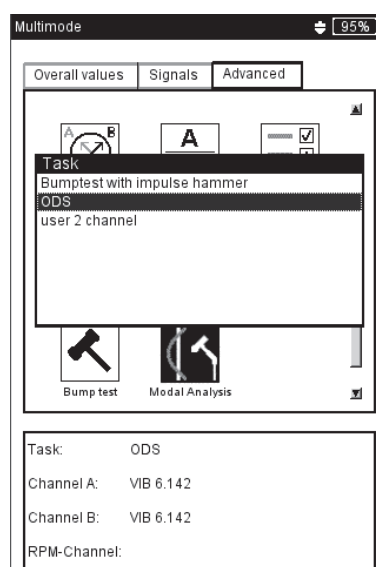 Multimode 95%
Overall values Signals Advanced
A B A
Task
Bumptest with impulse hammer
ODS
user 2 channel
Bump test Modal Analysis
Task: ODS
Channel A: VIB 6.142
Channel B: VIB 6.142
RPM-Channel: